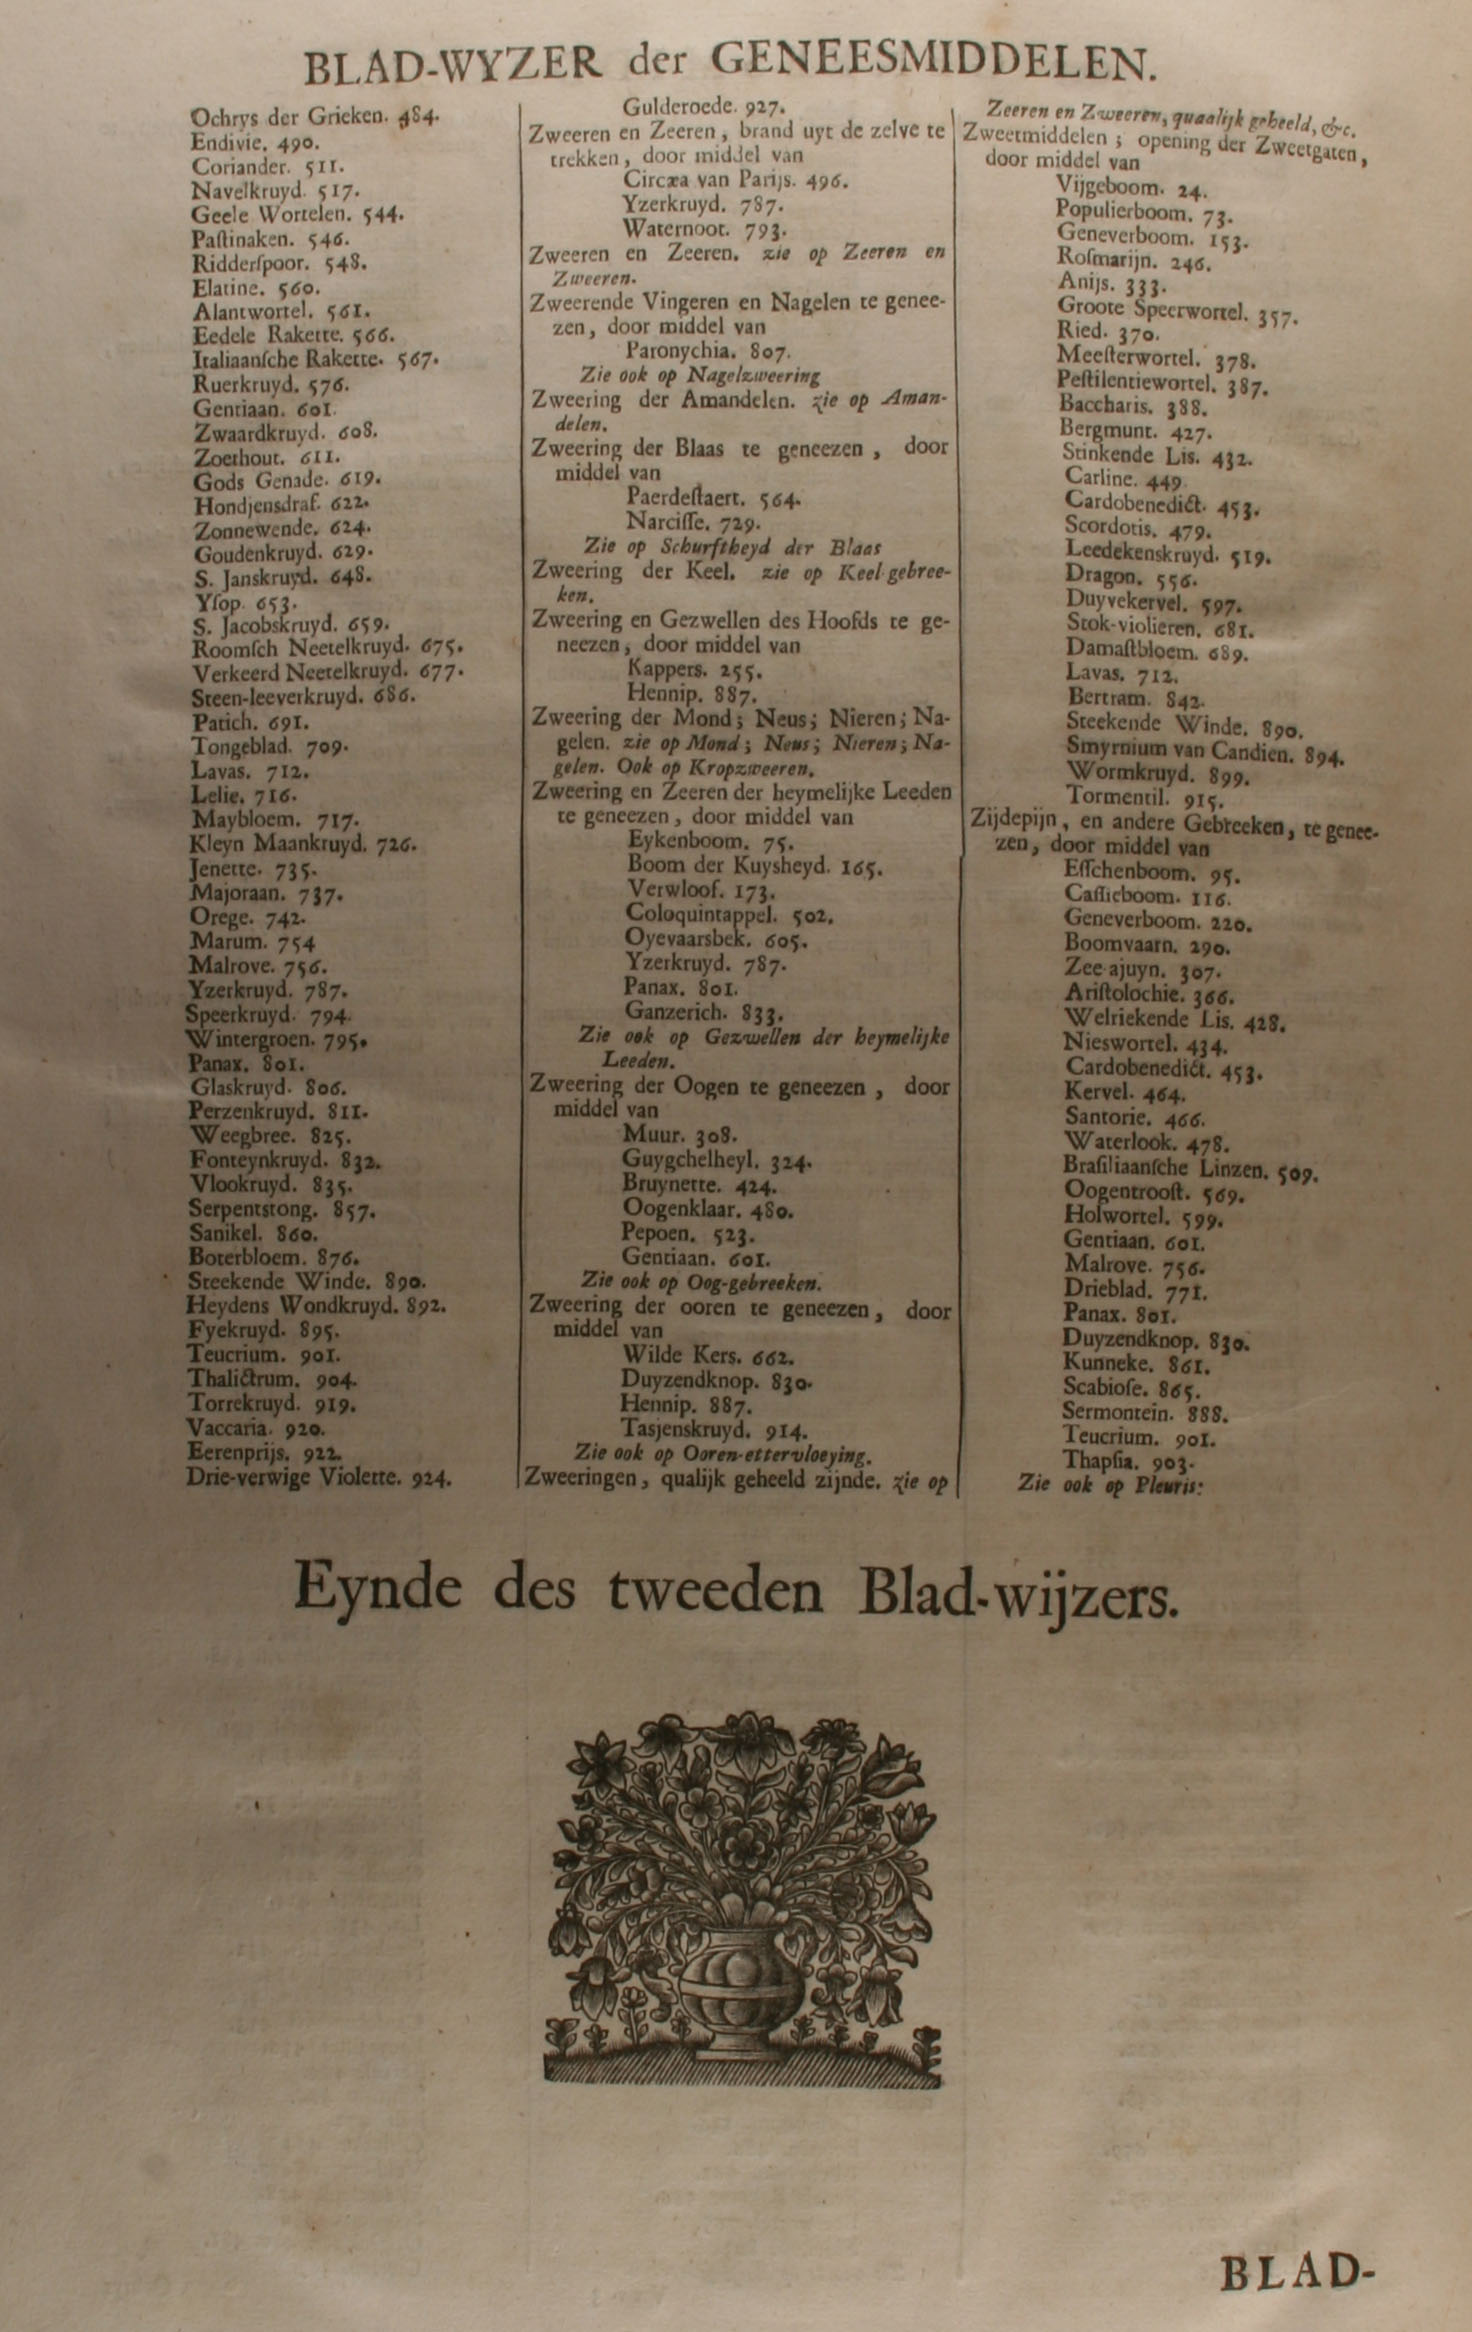 BLAD-WYZER der GENEESMIDDELEN.
Ochrys der Grieken. 484.
Endivie. 490.
Coriander. 511.
Navelkruyd. 517.
Geele Wortelen. 544.
Paſtinaken. 546.
Ridderſpoor. 548.
Elatine. 560.
Alantwortel. 561.
Eedele Rakette. 566.
Italiaanſche Rakette. 567.
Ruerkruyd. 576.
Gentiaan. 601.
Zwaardkruyd. 608.
Zoethout. 611.
Gods Genade. 619.
Hondjensdraf. 622.
Zonnewende. 624.
Goudenkruyd. 629.
S. Janskruyd. 648.
Yſop. 653.
S. Jacobskruyd. 659.
Roomſch Neetelkruyd. 675.
Verkeerd Neetelkruyd. 677.
Steen-leeverkruyd. 686.
Patich. 691.
Tongeblad. 709.
Lavas. 712.
Lelie. 716.
Maybloem. 717.
Kleyn Maankruyd. 726.
Jenette. 735.
Majoraan. 737.
Orege. 742.
Marum. 754
Malrove. 756.
Yzerkruyd. 787.
Speerkruyd. 794.
Wintergroen. 795.
Panax. 801.
Glaskruyd. 806.
Perzenkruyd. 811.
Weegbree. 825.
Fonteynkruyd. 832.
Vlookruyd. 835.
Serpentstong. 857.
Sanikel. 860.
Boterbloem. 876.
Steekende Winde. 890.
Heydens Wondkruyd. 892.
Fyekruyd. 895.
Teucrium. 901.
Thalictrum. 904.
Torrekruyd. 919.
Vaccaria. 920.
Eerenprijs. 922.
Drie-verwige Violette. 924.
Gulderoede. 927.
Zweeren en Zeeren, brand uyt de zelve te
trekken, door middel van
Circæa van Parijs. 496.
Yzerkruyd. 787.
Waternoot. 793.
Zweeren en Zeeren. zie op Zeeren en
Zweeren.
Zweerende Vingeren en Nagelen te genee-
zen, door middel van
Paronychia. 807.
Zie ook op Nagelzweering
Zweering der Amandelen. zie op Aman-
delen.
Zweering der Blaas te geneezen, door
middel van
Paerdeſtaert. 564.
Narciſſe. 729.
Zie op Schurftheyd der Blaas
Zweering der Keel. zie op Keel-gebree-
ken.
Zweering en Gezwellen des Hoofds te ge-
neezen, door middel van
Kappers. 255.
Hennip. 887.
Zweering der Mond; Neus; Nieren; Na-
gelen. zie op Mond; Neus; Nieren; Na-
gelen. Ook op Kropzweeren.
Zweering en Zeeren der heymelijke Leeden
te geneezen, door middel van
Eykenboom. 75.
Boom der Kuysheyd. 165.
Verwloof. 173.
Coloquintappel. 502.
Oyevaarsbek. 605.
Yzerkruyd. 787.
Panax. 801.
Ganzerich. 833.
Zie ook op Gezwellen der heymelijke
Leeden.
Zweering der Oogen te geneezen, door
middel van
Muur. 308.
Guygchelheyl. 324.
Bruynette. 424.
Oogenklaar. 480.
Pepoen. 523.
Gentiaan. 601.
Zie ook op Oog-gebreeken.
Zweering der ooren te geneezen, door
middel van
Wilde Kers. 662.
Duyzendknop. 830.
Hennip. 887.
Tasjenskruyd. 914.
Zie ook op Ooren-ettervloeying.
Zweeringen, qualijk geheeld zijnde. zie op
Zeeren en Zweeren, quaalijk geheeld, &c.
Zweetmiddelen; opening der Zweetgaten,
door middel van
Vijgeboom. 24.
Populierboom. 73.
Geneverboom. 153.
Roſmarijn. 246.
Anijs. 333.
Groote Speerwortel. 357.
Ried. 370.
Meeſterwortel. 378.
Peſtilentiewortel. 387.
Baccharis. 388.
Bergmunt. 427.
Stinkende Lis. 432.
Carline. 449
Cardobenedict. 453.
Scordotis. 479.
Leedekenskruyd. 519.
Dragon. 556.
Duyvekervel. 597.
Stok-violieren. 681.
Damaſtbloem. 689.
Lavas. 712.
Bertram. 842.
Steekende Winde. 890.
Smyrnium van Candien. 894.
Wormkruyd. 899.
Tormentil. 915.
Zijdepijn, en andere Gebreeken, te genee-
zen, door middel van
Eſſchenboom. 95.
Caſſieboom. 116.
Geneverboom. 220.
Boomvaarn. 290.
Zee-ajuyn. 307.
Ariſtolochie. 366.
Welriekende Lis. 428.
Nieswortel. 434.
Cardobenedict. 453.
Kervel. 464.
Santorie. 466.
Waterlook. 478.
Braſiliaanſche Linzen. 509.
Oogentrooſt. 569.
Holwortel. 599.
Gentiaan. 601.
Malrove. 756.
Drieblad. 771.
Panax. 801.
Duyzendknop. 830.
Kunneke. 861.
Scabioſe. 865.
Sermontein. 888.
Teucrium. 901.
Thapſia. 903.
Zie ook op Pleuris:
Eynde des tweeden Blad-wijzers.
BLAD-